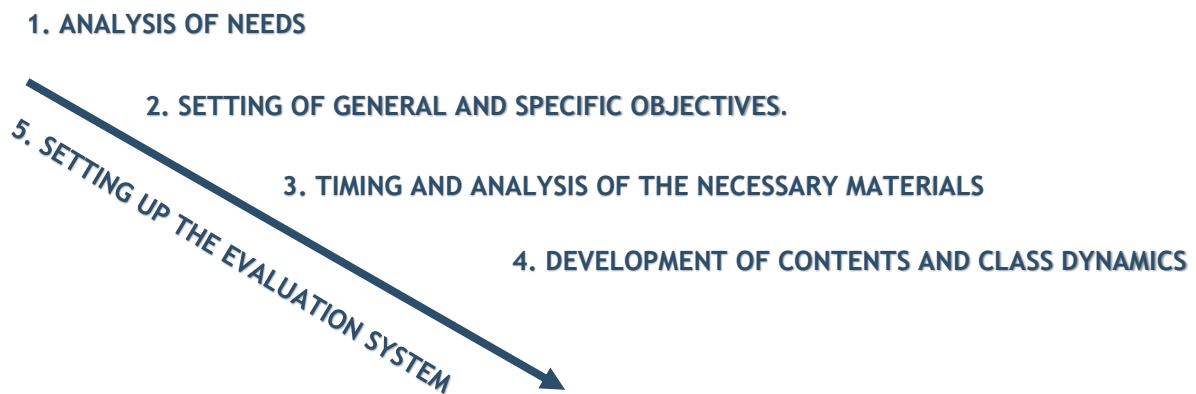 1. ANALYSIS OF NEEDS
2. SETTING OF GENERAL AND SPECIFIC OBJECTIVES.
3. TIMING AND ANALYSIS OF THE NECESSARY MATERIALS
4. DEVELOPMENT OF CONTENTS AND CLASS DYNAMICS
5. SETTING UP THE EVALUATION SYSTEM